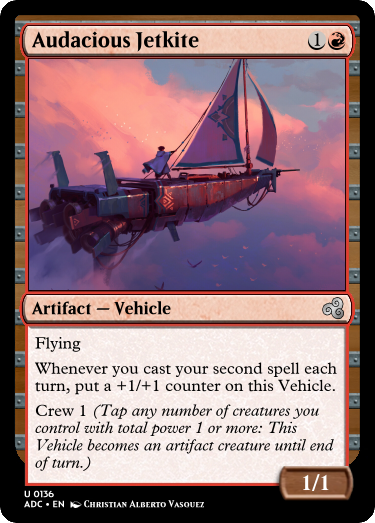 Audacious Jetkite 1
Artifact — Vehicle
Flying
Whenever you cast your second spell each
turn, put a +1/+1 counter on this Vehicle.
Crew 1 (Tap any number of creatures you
control with total power 1 or more: This
Vehicle becomes an artifact creature until end
of turn.)
1/1
U 0136
ADC • EN Christian Alberto Vasquez